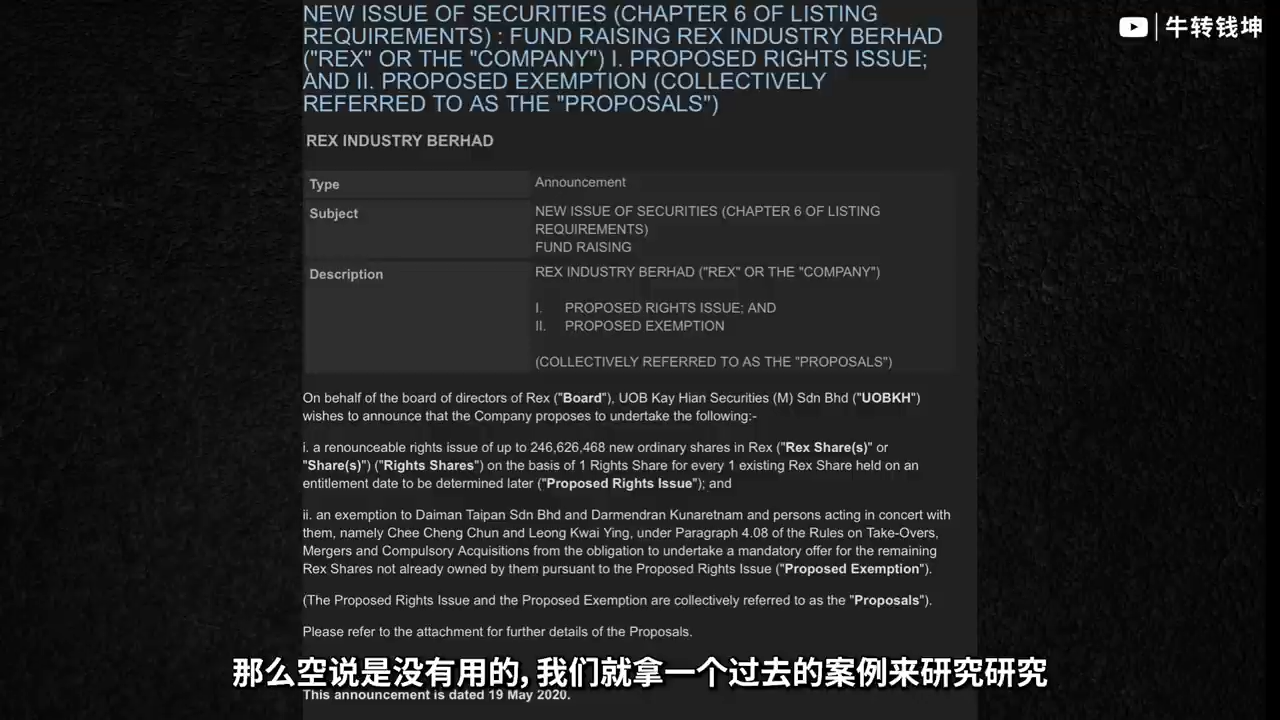 NEW ISSUE OF SECURITIES (CHAPTER 6 OF LISTING
REQUIREMENTS) : FUND RAISING REX INDUSTRY BERHAD
("REX" OR THE "COMPANY") I. PROPOSED RIGHTS ISSUE;
AND II. PROPOSED EXEMPTION (COLLECTIVELY
REFERRED TO AS THE "PROPOSALS")
牛转钱坤
REX INDUSTRY BERHAD
Type
Announcement
Subject
NEW ISSUE OF SECURITIES (CHAPTER 6 OF LISTING
REQUIREMENTS)
FUND RAISING
Description
REX INDUSTRY BERHAD ("REX" OR THE "COMPANY")
I. PROPOSED RIGHTS ISSUE; AND
II. PROPOSED EXEMPTION
(COLLECTIVELY REFERRED TO AS THE "PROPOSALS")
On behalf of the board of directors of Rex ("Board"), UOB Kay Hian Securities (M) Sdn Bhd ("UOBKH")
wishes to announce that the Company proposes to undertake the following:-
i. a renounceable rights issue of up to 246,626,468 new ordinary shares in Rex ("Rex Share(s)" or
"Share(s)") ("Rights Shares") on the basis of 1 Rights Share for every 1 existing Rex Share held on an
entitlement date to be determined later ("Proposed Rights Issue"); and
ii. an exemption to Daiman Taipan Sdn Bhd and Darmendran Kunaretnam and persons acting in concert with
them, namely Chee Cheng Chun and Leong Kwai Ying, under Paragraph 4.08 of the Rules on Take-Overs,
Mergers and Compulsory Acquisitions from the obligation to undertake a mandatory offer for the remaining
Rex Shares not already owned by them pursuant to the Proposed Rights Issue ("Proposed Exemption").
(The Proposed Rights Issue and the Proposed Exemption are collectively referred to as the "Proposals").
Please refer to the attachment for further details of the Proposals.
那么空说是没有用的, 我们就拿一个过去的案例来研究研究
This announcement is dated 19 May 2020.